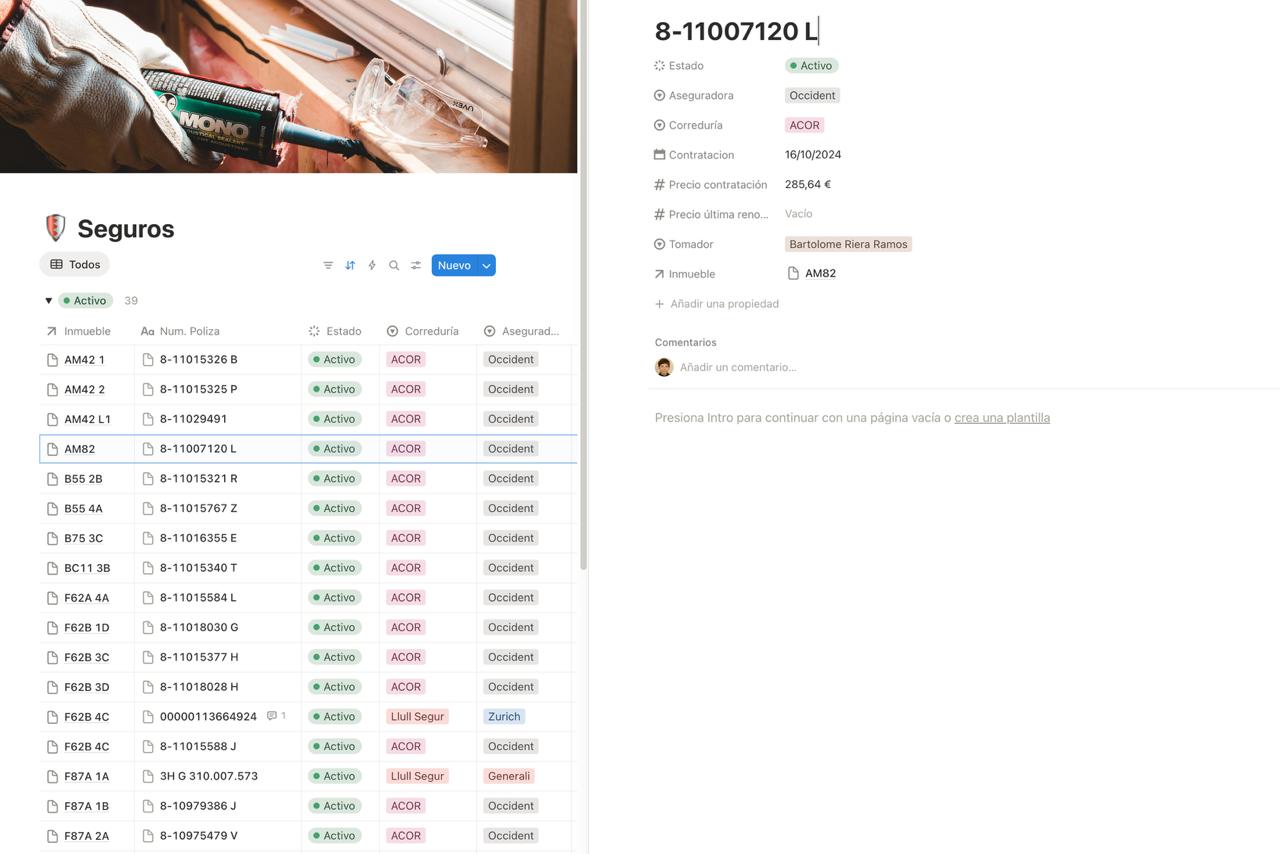 MONO
INDUSTRIAL SEALANT
UVEX
Seguros
Todos
Nuevo
Activo 39
Inmueble Aa Num. Poliza Estado Correduría Asegurad...
AM42 1 8-11015326 B Activo ACOR Occident
AM42 2 8-11015325 P Activo ACOR Occident
AM42 L1 8-11029491 Activo ACOR Occident
AM82 8-11007120 L Activo ACOR Occident
B55 2B 8-11015321 R Activo ACOR Occident
B55 4A 8-11015767 Z Activo ACOR Occident
B75 3C 8-11016355 E Activo ACOR Occident
BC11 3B 8-11015340 T Activo ACOR Occident
F62A 4A 8-11015584 L Activo ACOR Occident
F62B 1D 8-11018030 G Activo ACOR Occident
F62B 3C 8-11015377 H Activo ACOR Occident
F62B 3D 8-11018028 H Activo ACOR Occident
F62B 4C 00000113664924 1 Activo Llull Segur Zurich
F62B 4C 8-11015588 J Activo ACOR Occident
F87A 1A 3H G 310.007.573 Activo Llull Segur Generali
F87A 1B 8-10979386 J Activo ACOR Occident
F87A 2A 8-10975479 V Activo ACOR Occident
8-11007120 L
Estado Activo
Aseguradora Occident
Correduría ACOR
Contratacion 16/10/2024
Precio contratación 285,64 €
Precio última reno... Vacío
Tomador Bartolome Riera Ramos
Inmueble AM82
+ Añadir una propiedad
Comentarios
Añadir un comentario...
Presiona Intro para continuar con una página vacía o crea una plantilla